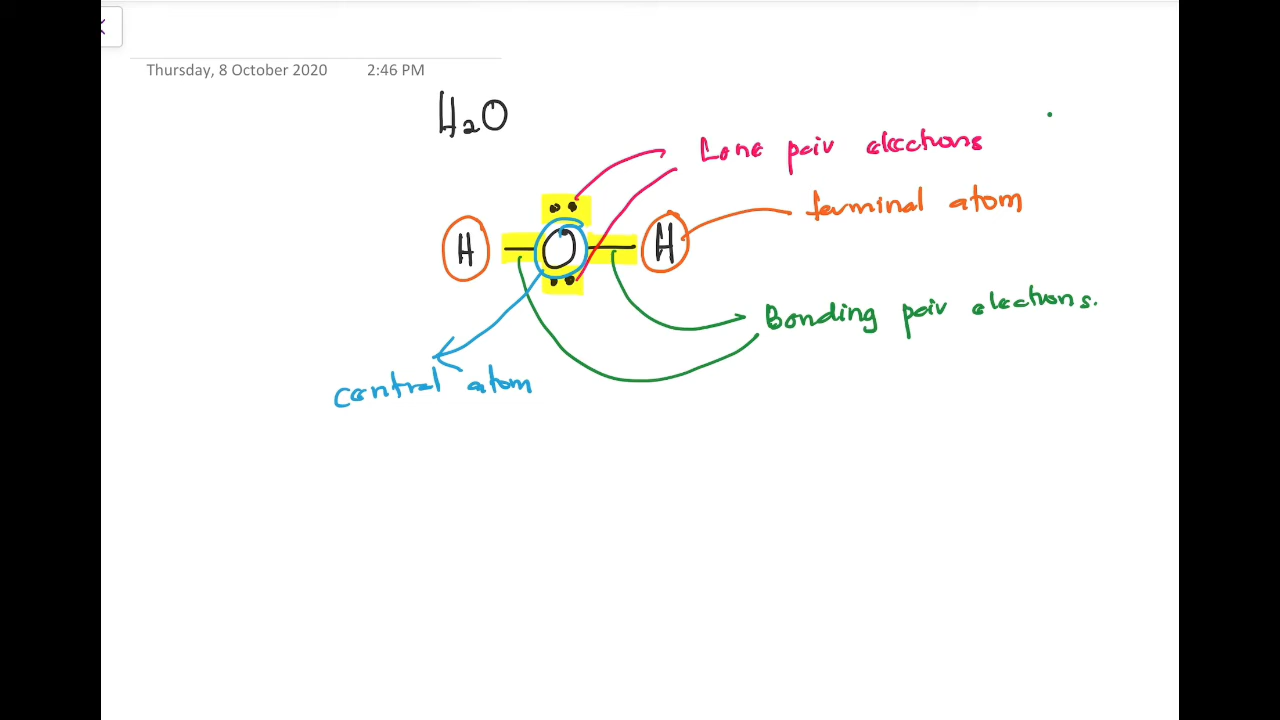 Thursday, 8 October 2020 2:46 PM
H₂O
Lone pair electrons
terminal atom
H O H
Bonding pair electrons.
central atom